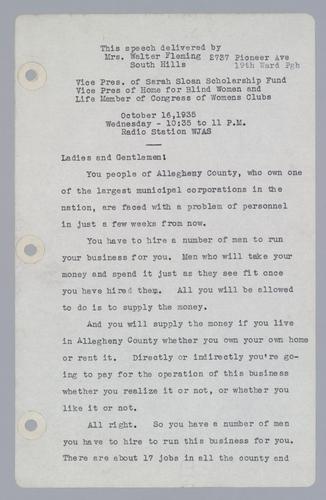 This speech delivered by
Mrs. Walter Fleming 2737 Pioneer Ave
South Hills 19th Ward Pgh
Vice Pres. of Sarah Sloan Scholarship Fund
Vice Pres of Home for Blind Women and
Life Member of Congress of Womens Clubs
October 16,1935
Wednesday - 10:35 to 11 P.M.
Radio Station WJAS
Ladies and Gentlemen:
You people of Allegheny County, who own one
of the largest municipel corporations in the
nation, are faced with a problem of personnel
in just a few weeks from now.
You have to hire a number of men to run
your business for you. Men who will take your
money and spend it just as they see fit once
you have hired them. All you will be allowed
to do is to supply the money.
And you will supply the money if you live
in Allegheny County whether you own your own home
or rent it. Directly or indirectly you're go-
ing to pay for the operation of this business
whether you realize it or not, or whether you
like it or not.
All right. So you have a number of men
you have to hire to run this business for you.
There are about 17 jobs in all the county and